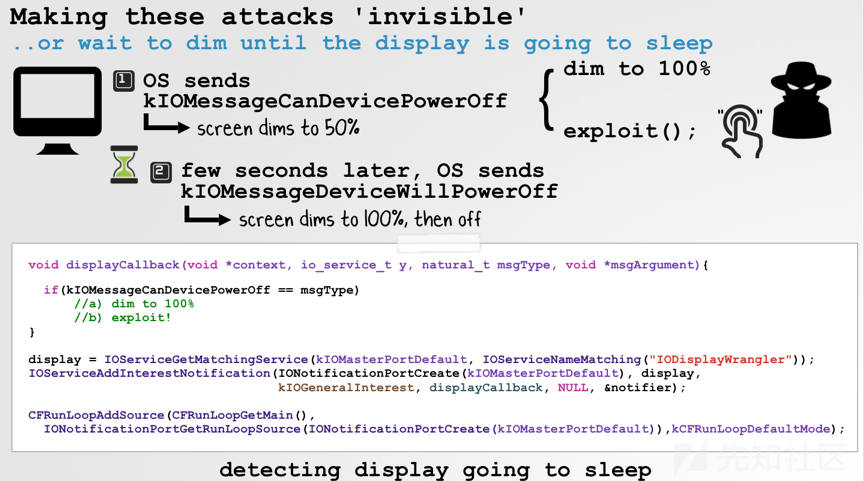 Making these attacks 'invisible'
..or wait to dim until the display is going to sleep
1 OS sends
kIOMessageCanDevicePowerOff
screen dims to 50%
dim to 100%
exploit();
" "
2 few seconds later, OS sends
kIOMessageDeviceWillPowerOff
screen dims to 100%, then off
void displayCallback(void *context, io_service_t y, natural_t msgType, void *msgArgument){
if(kIOMessageCanDevicePowerOff == msgType)
//a) dim to 100%
//b) exploit!
}
display = IOServiceGetMatchingService(kIOMasterPortDefault, IOServiceNameMatching("IODisplayWrangler"));
IOServiceAddInterestNotification(IONotificationPortCreate(kIOMasterPortDefault), display,
kIOGeneralInterest, displayCallback, NULL, &notifier);
CFRunLoopAddSource(CFRunLoopGetMain(),
IONotificationPortGetRunLoopSource(IONotificationPortCreate(kIOMasterPortDefault)),kCFRunLoopDefaultMode);
detecting display going to sleep
先知社区